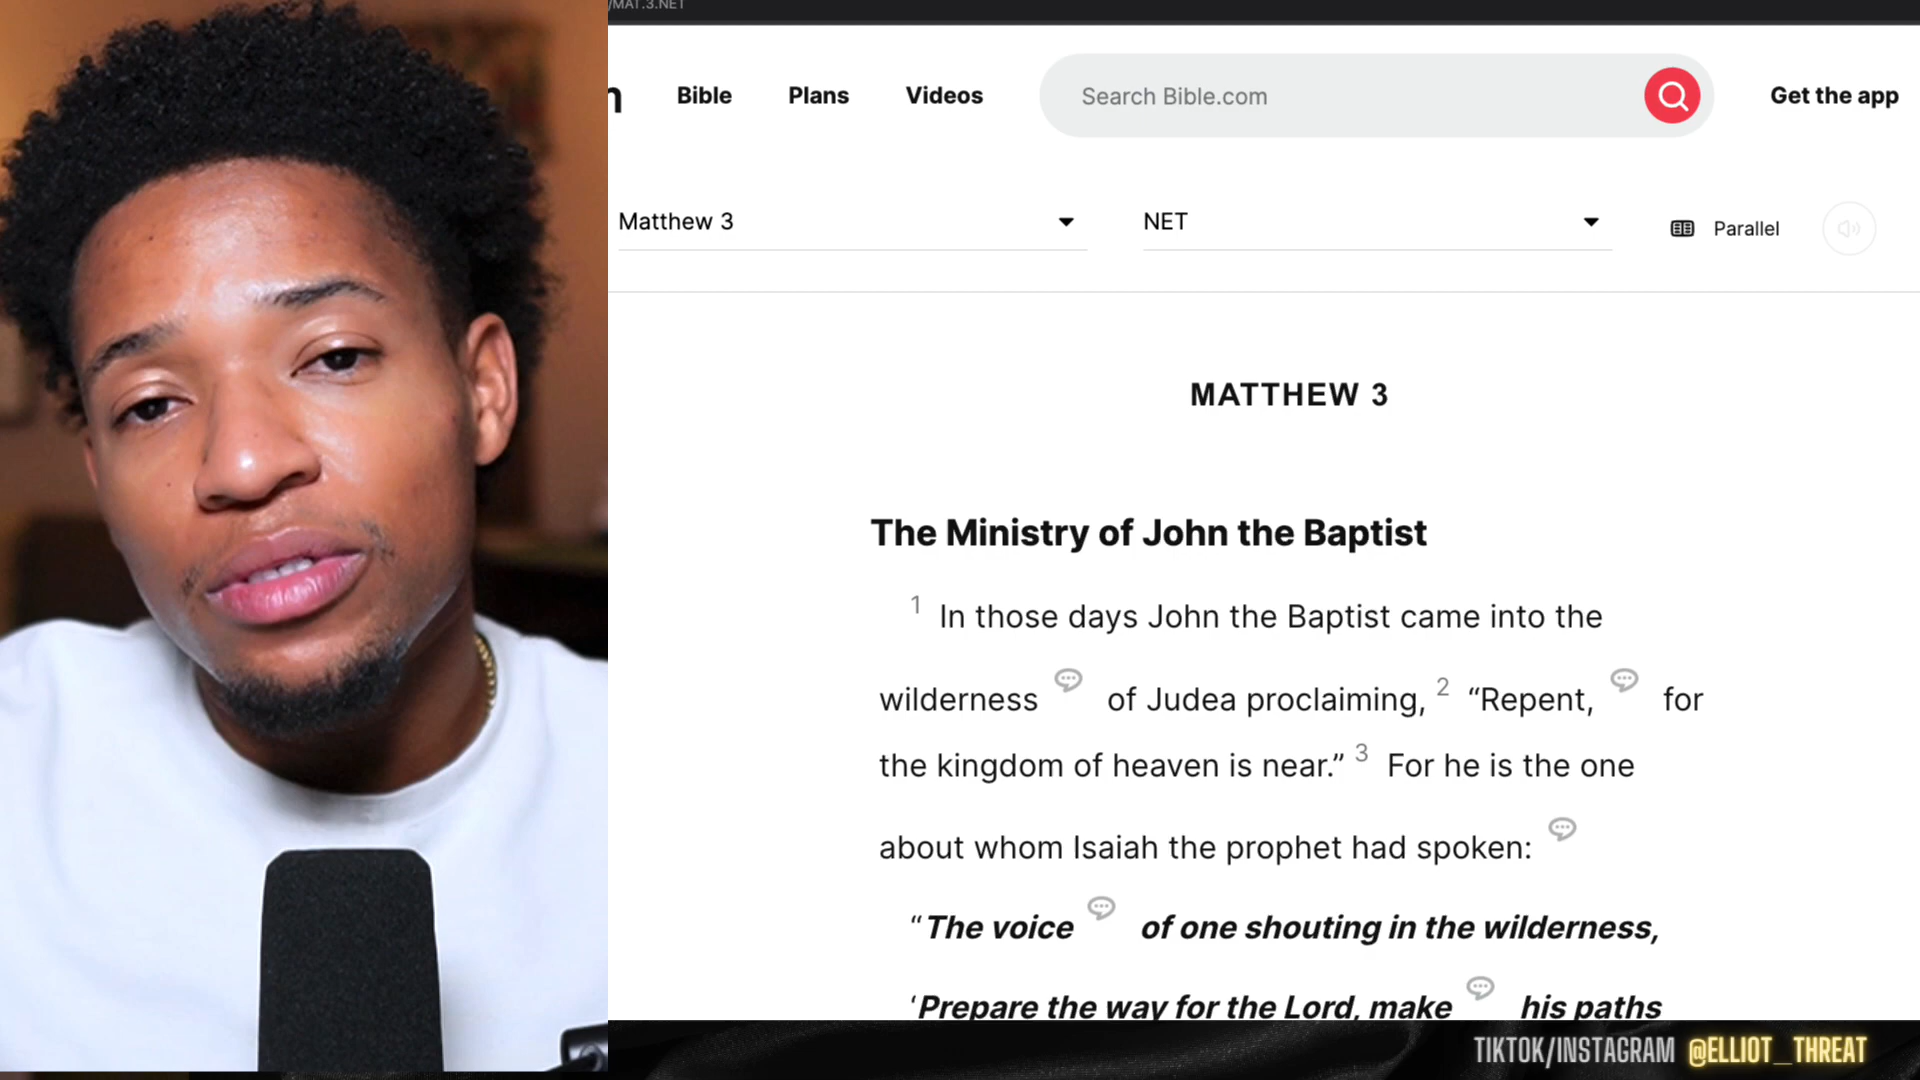 /MAT.3.NET
Bible Plans Videos Search Bible.com Get the app
Matthew 3 NET Parallel
MATTHEW 3
The Ministry of John the Baptist
1 In those days John the Baptist came into the
wilderness of Judea proclaiming, 2 “Repent, for
the kingdom of heaven is near.” 3 For he is the one
about whom Isaiah the prophet had spoken:
“The voice of one shouting in the wilderness,
‘Prepare the way for the Lord, make his paths
TIKTOK/INSTAGRAM @ELLIOT_THREAT